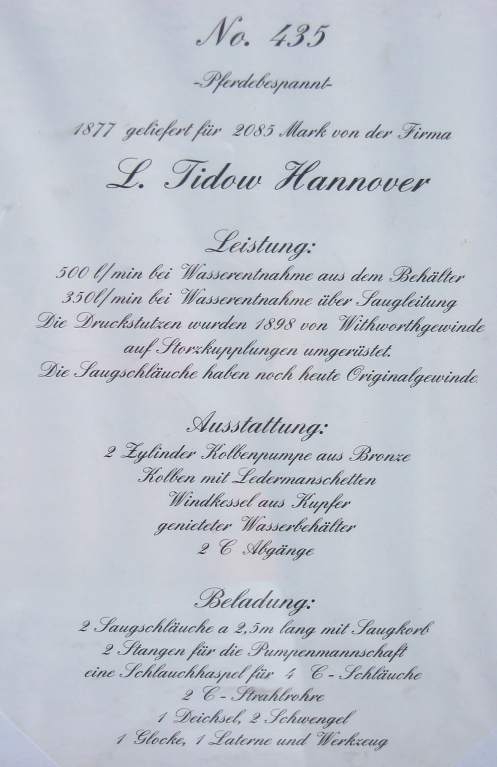 No. 435
-Pferdebespannt-
1877 geliefert für 2085 Mark von der Firma
L. Tidow Hannover
Leistung:
500 l/min bei Wasserentnahme aus dem Behälter
350l/min bei Wasserentnahme über Saugleitung
Die Druckstutzen wurden 1898 von Withworthgewinde
auf Storzkupplungen umgerüstet.
Die Saugschläuche haben noch heute Originalgewinde.
Ausstattung:
2 Zylinder Kolbenpumpe aus Bronze
Kolben mit Ledermanschetten
Windkessel aus Kupfer
genieteter Wasserbehälter
2 C Abgänge
Beladung:
2 Saugschläuche a 2,5m lang mit Saugkorb
2 Stangen für die Pumpenmannschaft
eine Schlauchhaspel für 4 C - Schläuche
2 C - Strahlrohre
1 Deichsel, 2 Schwengel
1 Glocke, 1 Laterne und Werkzeug